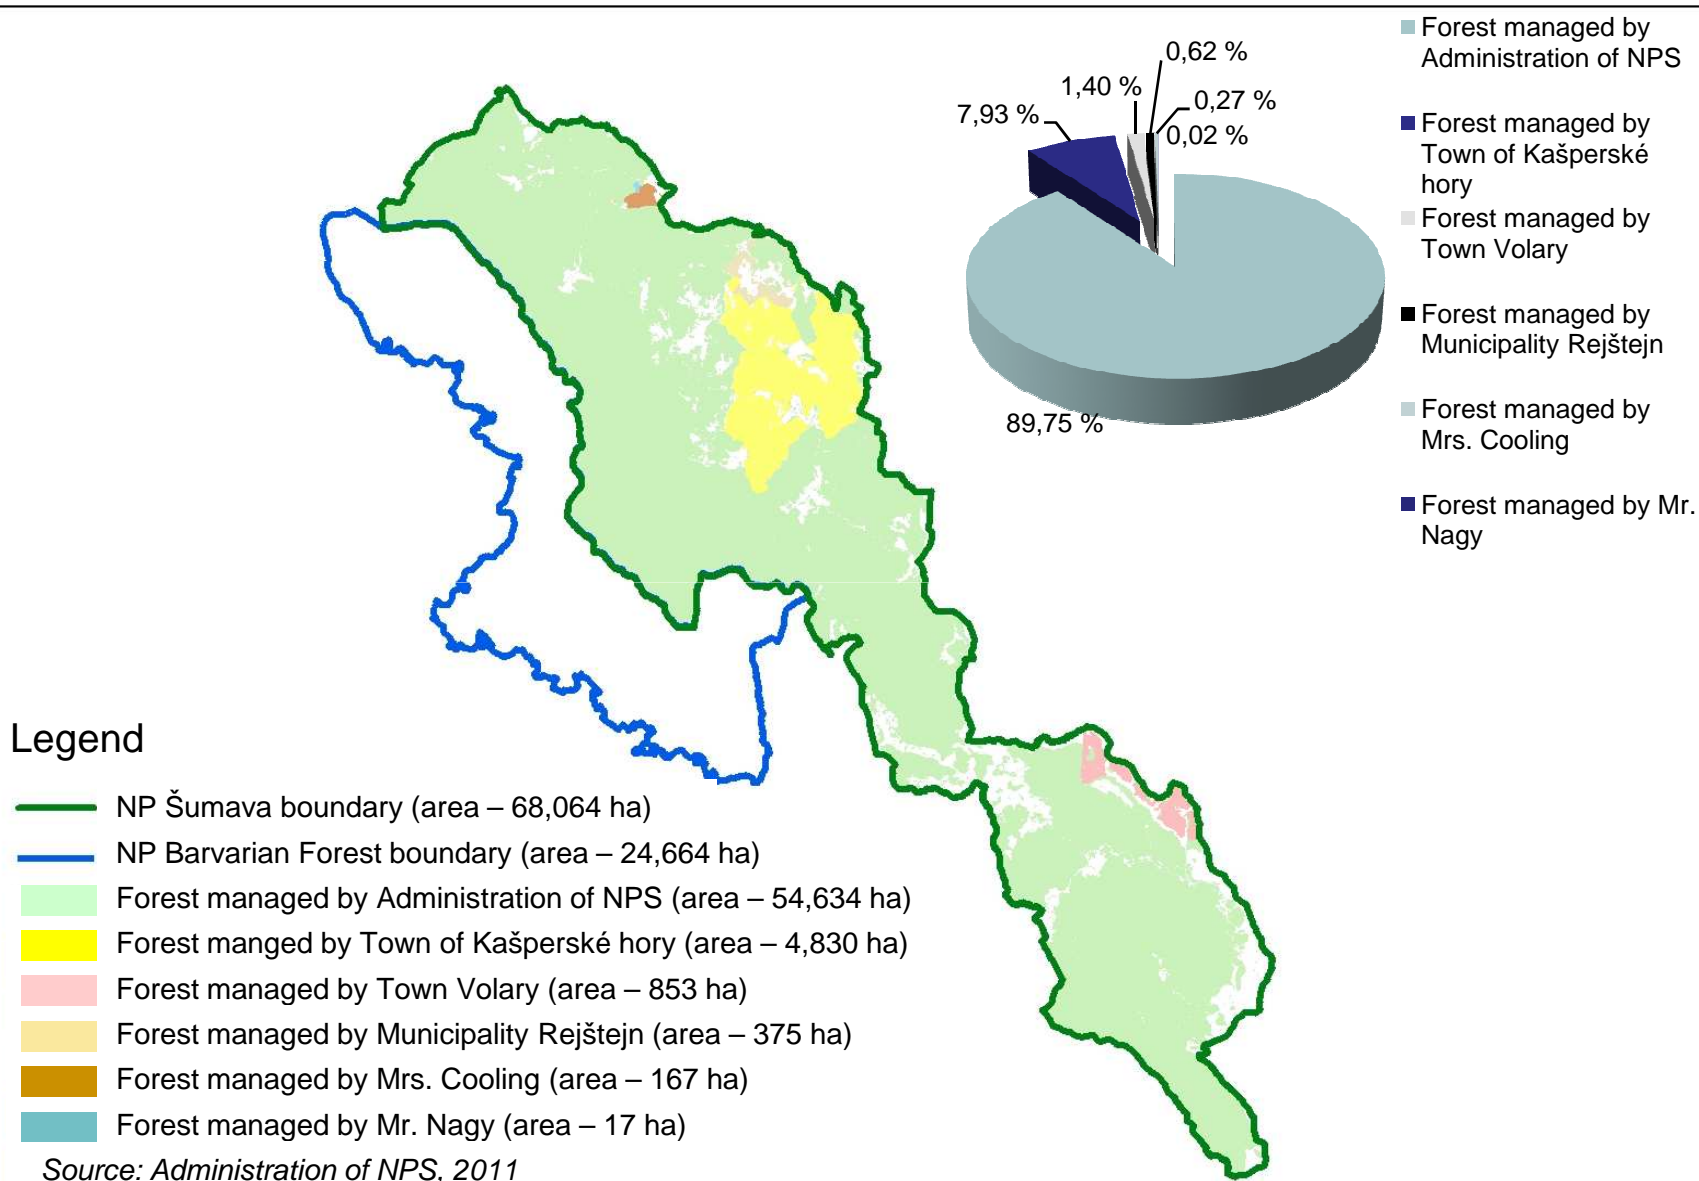 0,62 %
1,40 %
7,93 %
0,27 %
0,02 %
89,75 %
Forest managed by
Administration of NPS
Forest managed by
Town of Kašperské
hory
Forest managed by
Town Volary
Forest managed by
Municipality Rejštejn
Forest managed by
Mrs. Cooling
Forest managed by Mr.
Nagy
Legend
NP Šumava boundary (area – 68,064 ha)
NP Barvarian Forest boundary (area – 24,664 ha)
Forest managed by Administration of NPS (area – 54,634 ha)
Forest manged by Town of Kašperské hory (area – 4,830 ha)
Forest managed by Town Volary (area – 853 ha)
Forest managed by Municipality Rejštejn (area – 375 ha)
Forest managed by Mrs. Cooling (area – 167 ha)
Forest managed by Mr. Nagy (area – 17 ha)
Source: Administration of NPS, 2011